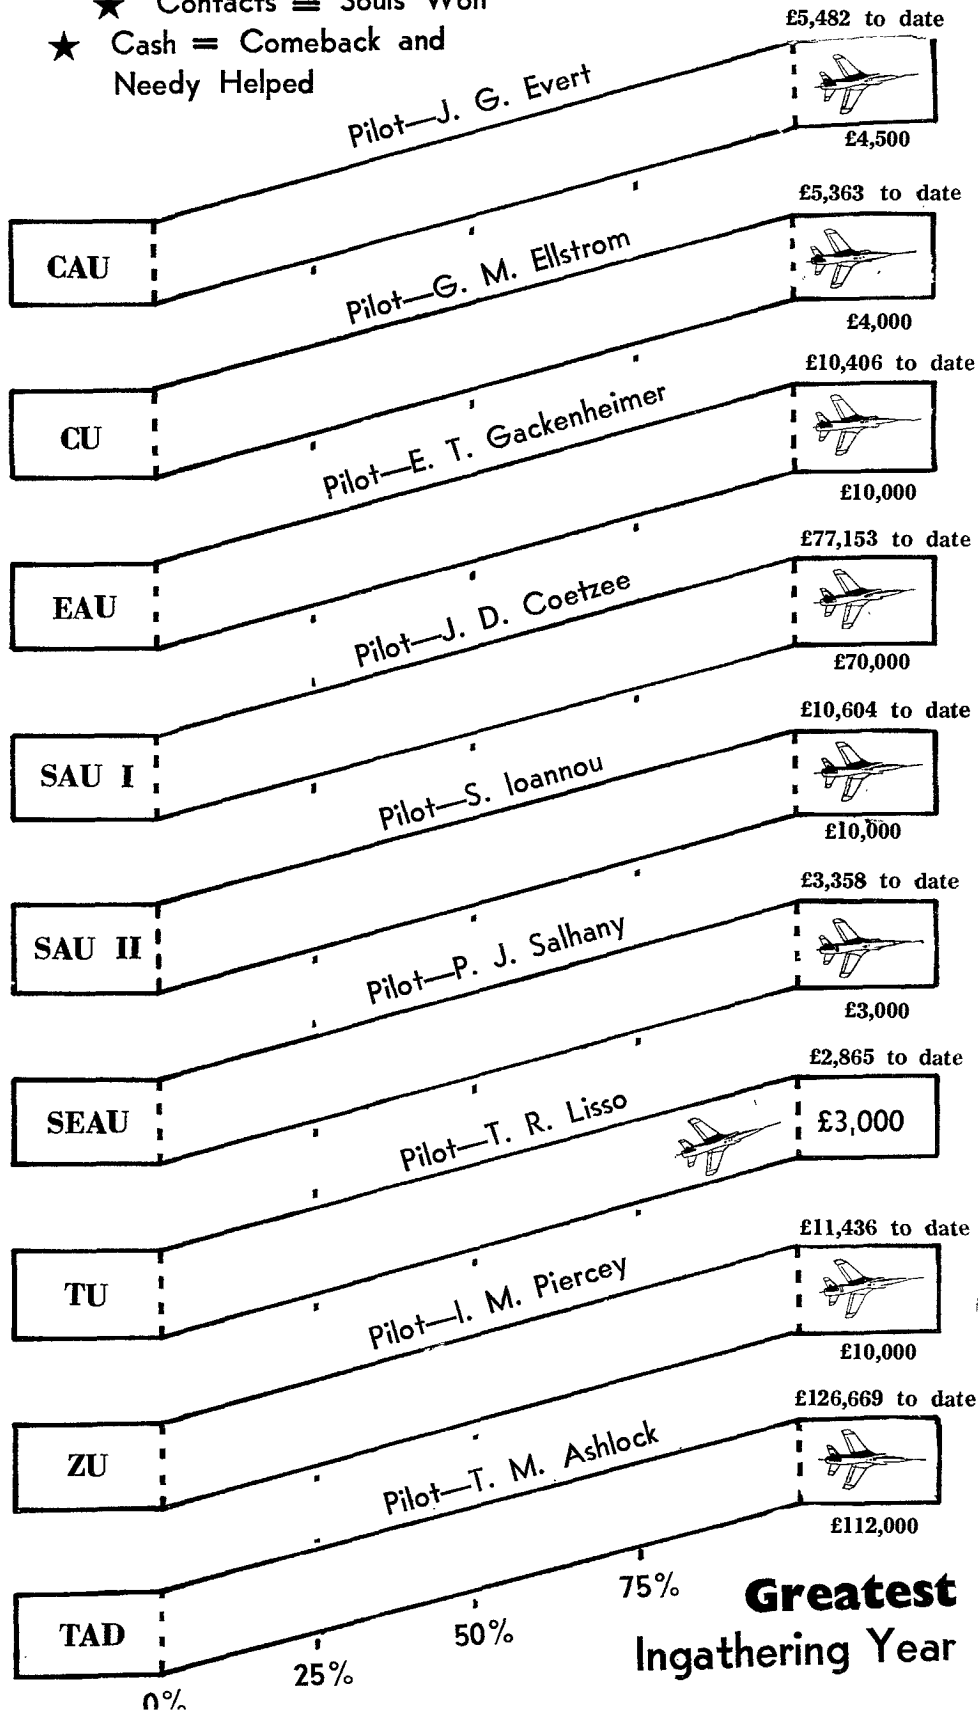 ★ Contacts = Souls Won
★ Cash = Comeback and
Needy Helped
£5,482 to date
Pilot—J. G. Evert
£4,500
CAU
£5,363 to date
Pilot—G. M. Ellstrom
£4,000
CU
£10,406 to date
Pilot—E. T. Gackenheimer
£10,000
EAU
£77,153 to date
Pilot—J. D. Coetzee
£70,000
SAU I
£10,604 to date
Pilot—S. Ioannou
£10,000
SAU II
£3,358 to date
Pilot—P. J. Salhany
£3,000
SEAU
£2,865 to date
Pilot—T. R. Lisso
£3,000
TU
£11,436 to date
Pilot—I. M. Piercey
£10,000
ZU
£126,669 to date
Pilot—T. M. Ashlock
£112,000
TAD
0%
25%
50%
75%
Greatest
Ingathering Year